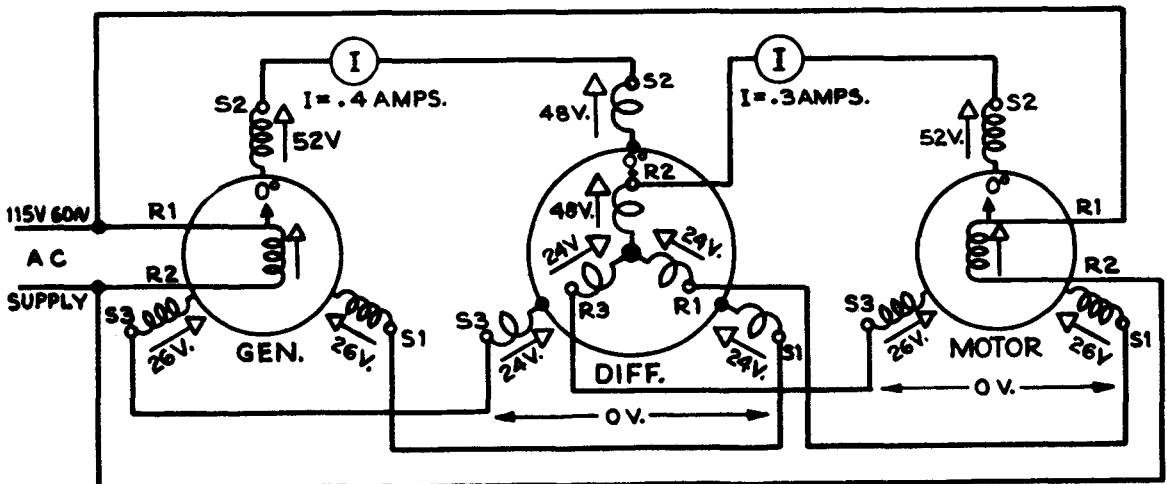 I
I = .4 AMPS.
S2
52V
0°
R1
R2
S3
26V.
26V.
S1
GEN.
115V 60N
AC
SUPPLY
S2
48V.
0°
R2
48V.
24V
24V.
R3
R1
S3
24V.
24V.
S1
DIFF.
0 V.
I
I = .3 AMPS.
S2
52V.
0°
R1
R2
S3
26V.
26V
S1
MOTOR
0 V.